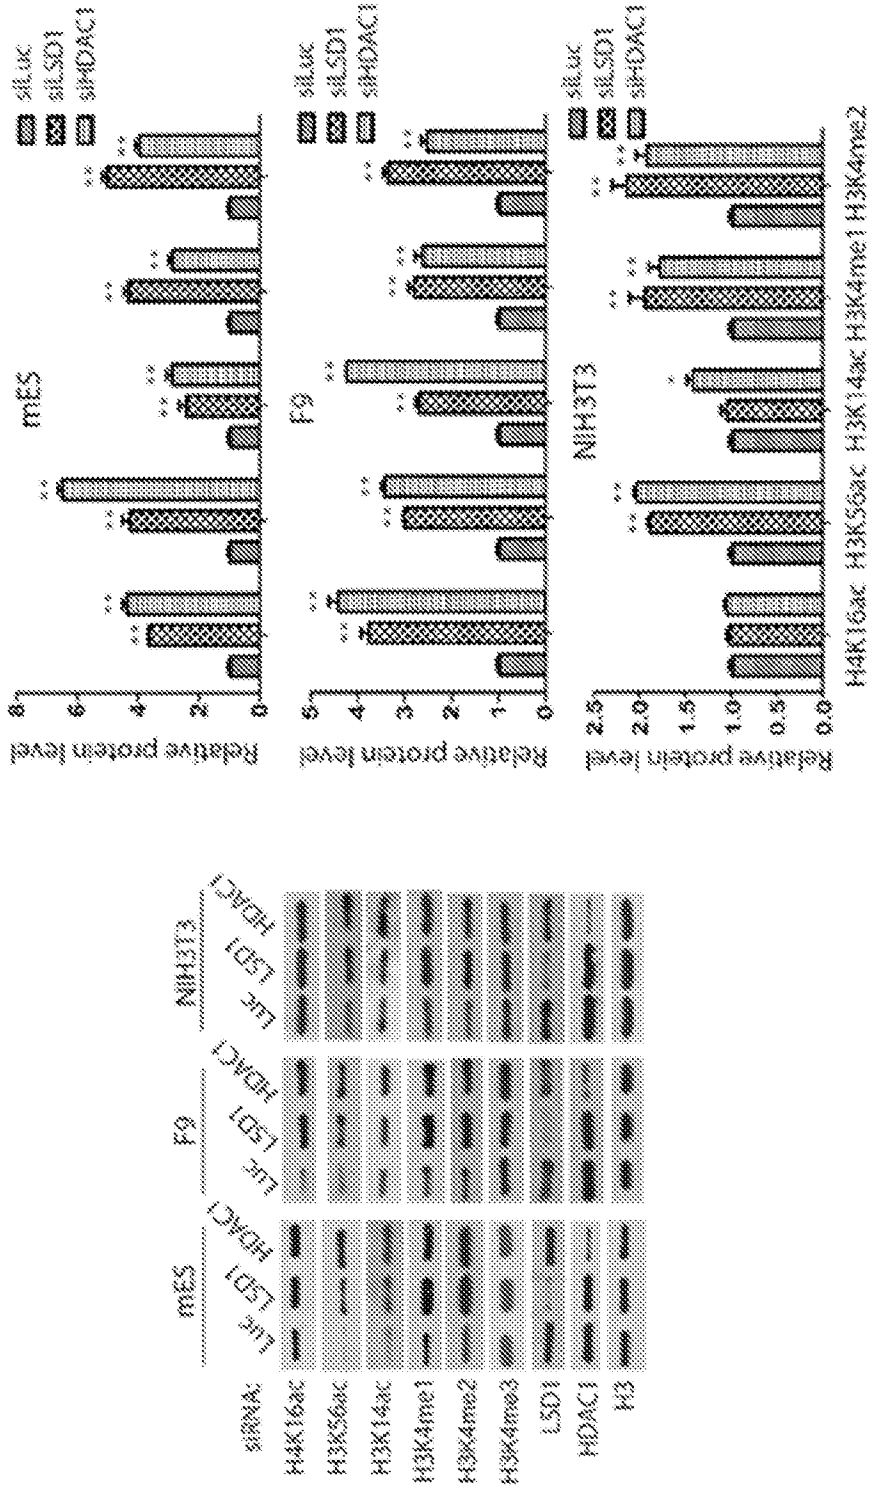 mES
F9
NIH3T3
siRNA:
Luc
LSD1
HDAC1
Luc
LSD1
HDAC1
Luc
LSD1
HDAC1
H4K16ac
H3K56ac
H3K14ac
H3K4me1
H3K4me2
H3K4me3
LSD1
HDAC1
H3
mES
Relative protein level
8
6
4
2
0
**
**
**
**
**
**
**
**
**
**
siLuc
siLSD1
siHDAC1
F9
Relative protein level
5
4
3
2
1
0
**
**
**
**
**
**
**
**
**
**
siLuc
siLSD1
siHDAC1
NIH3T3
Relative protein level
2.5
2.0
1.5
1.0
0.5
0.0
**
**
*
**
**
**
**
siLuc
siLSD1
siHDAC1
H4K16ac H3K56ac H3K14ac H3K4me1 H3K4me2